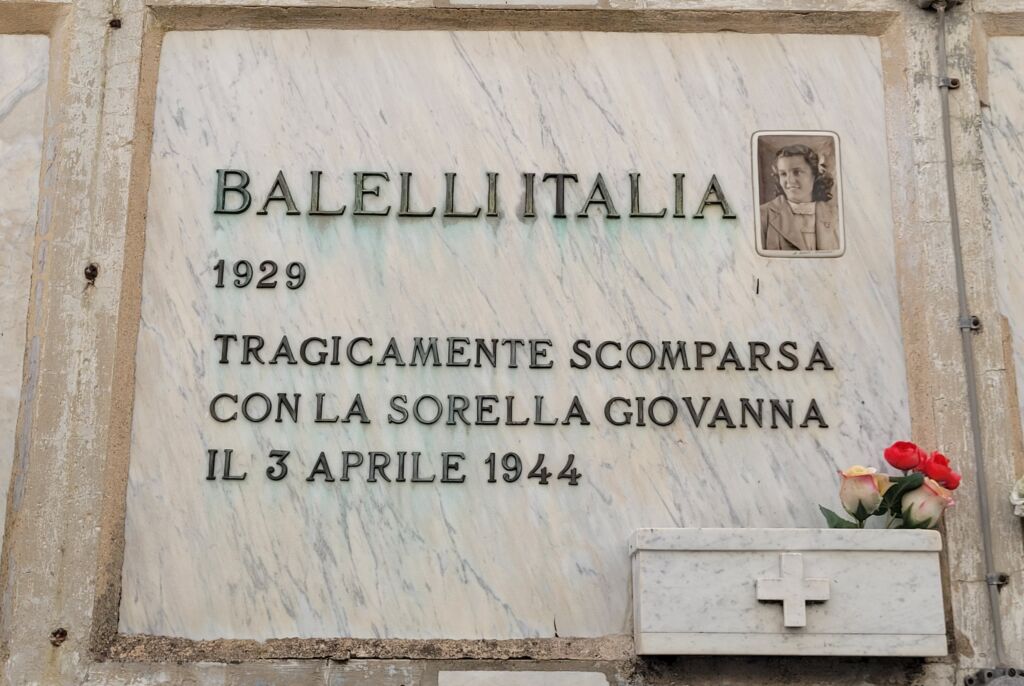 BALELLI ITALIA
1929
TRAGICAMENTE SCOMPARSA
CON LA SORELLA GIOVANNA
IL 3 APRILE 1944